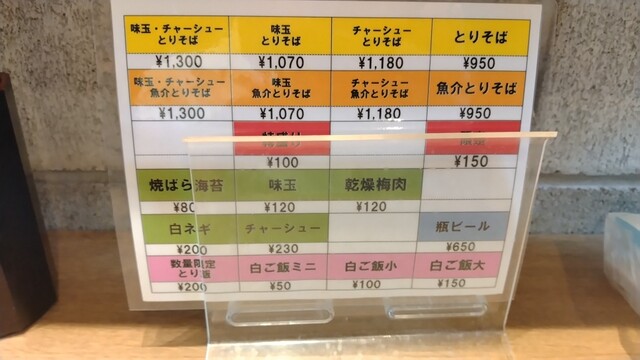 味玉・チャーシュー
とりそば
味玉
とりそば
チャーシュー
とりそば
とりそば
¥1,300
¥1,070
¥1,180
¥950
味玉・チャーシュー
魚介とりそば
味玉
魚介とりそば
チャーシュー
魚介とりそば
魚介とりそば
¥1,300
¥1,070
¥1,180
¥950
¥100
¥150
焼ばら海苔
味玉
乾燥梅肉
¥80
¥120
¥120
白ネギ
チャーシュー
瓶ビール
¥200
¥230
¥650
数量限定
とり飯
白ご飯ミニ
白ご飯小
白ご飯大
¥200
¥50
¥100
¥150